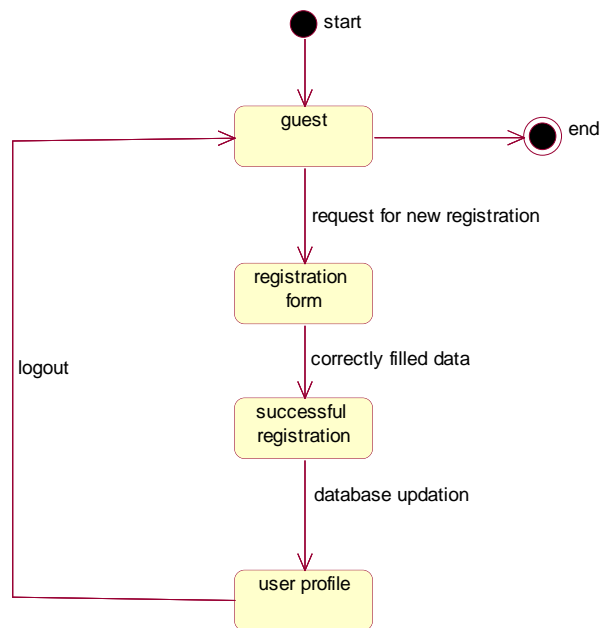 start
guest
end
request for new registration
registration
form
correctly filled data
logout
successful
registration
database updation
user profile